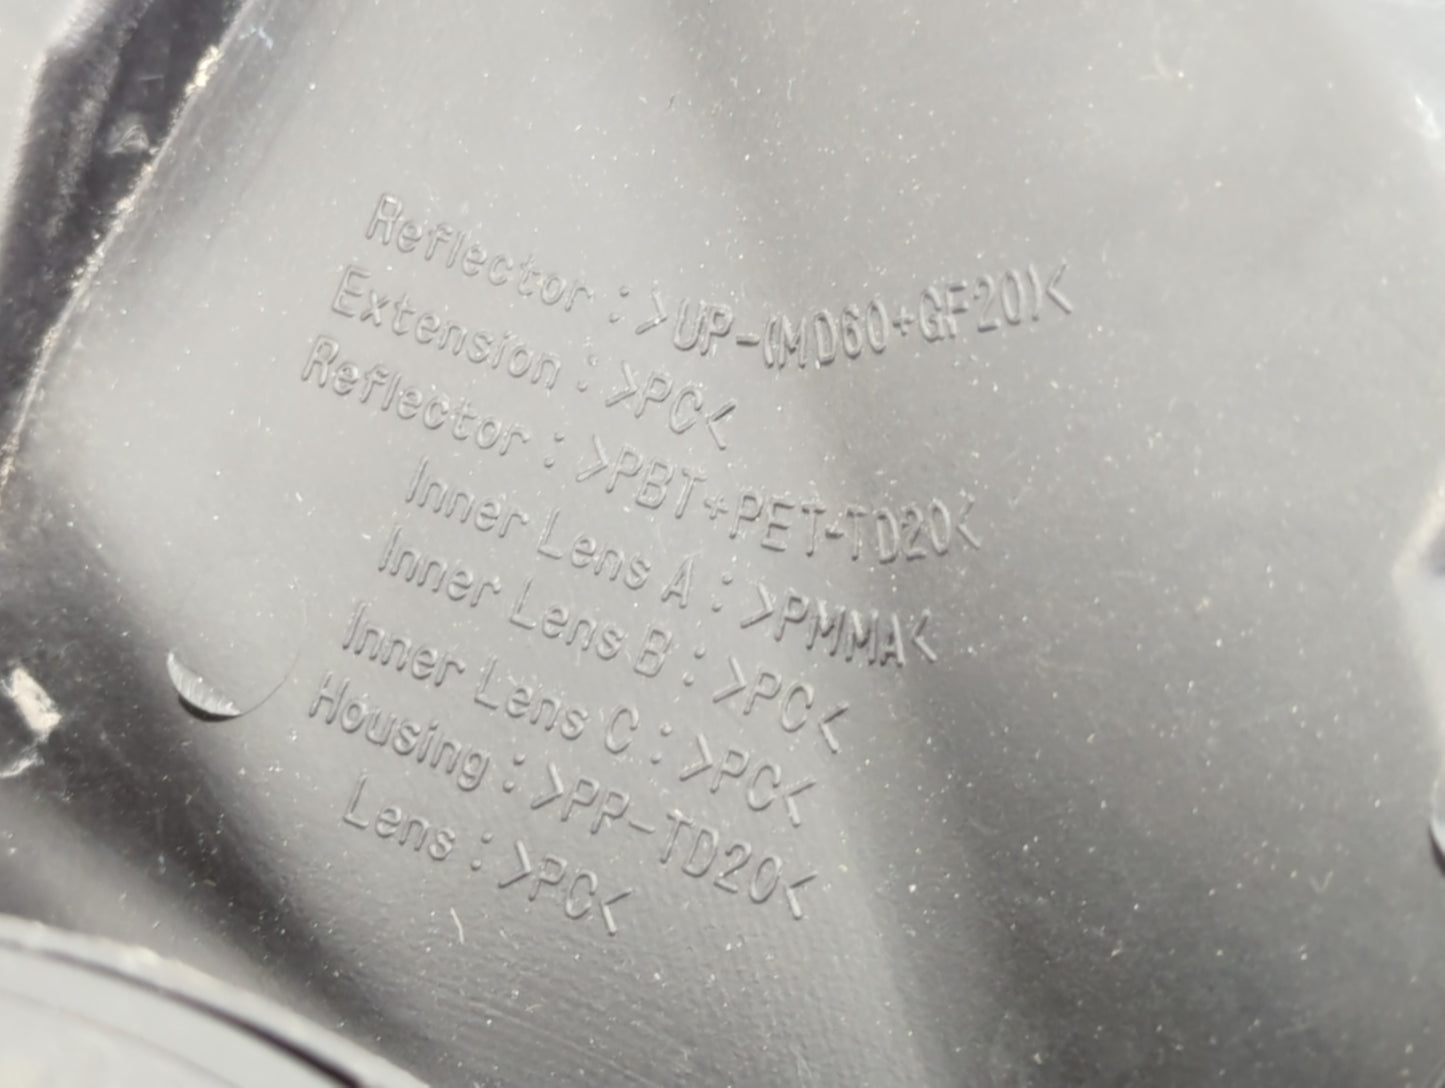 Reflector : >UP-(MD60+GF20)<
Extension : >PC<
Reflector : >PBT+PET-TD20<
Inner Lens A : >PMMA<
Inner Lens B : >PC<
Inner Lens C : >PC<
Housing : >PP-TD20<
Lens : >PC<